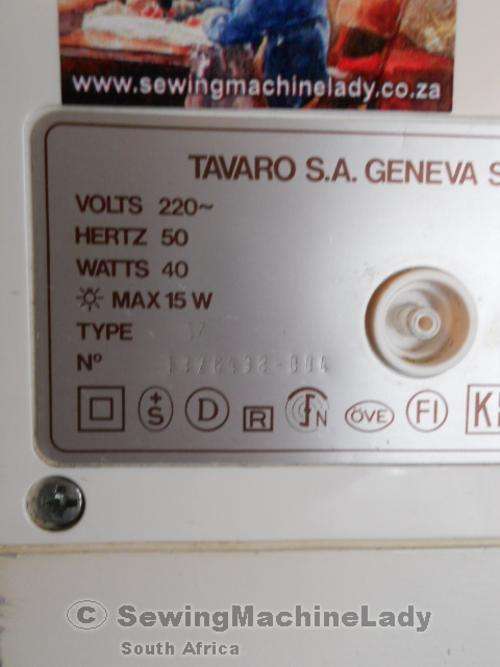 www.sewingmachinelady.co.za
TAVARO S.A. GENEVA S
VOLTS 220~
HERTZ 50
WATTS 40
MAX 15 W
TYPE
N°
S D R N ÖVE FI K
© SewingMachineLady
South Africa